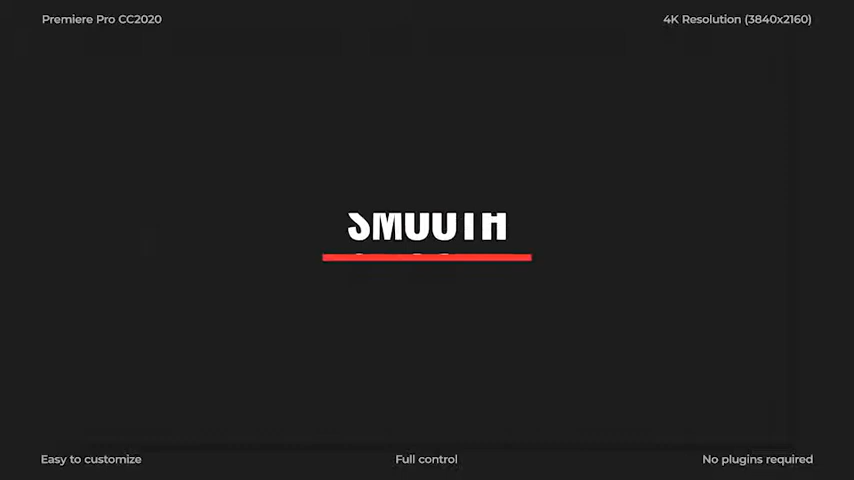 Premiere Pro CC2020
4K Resolution (3840x2160)
SMOOTH
Easy to customize
Full control
No plugins required